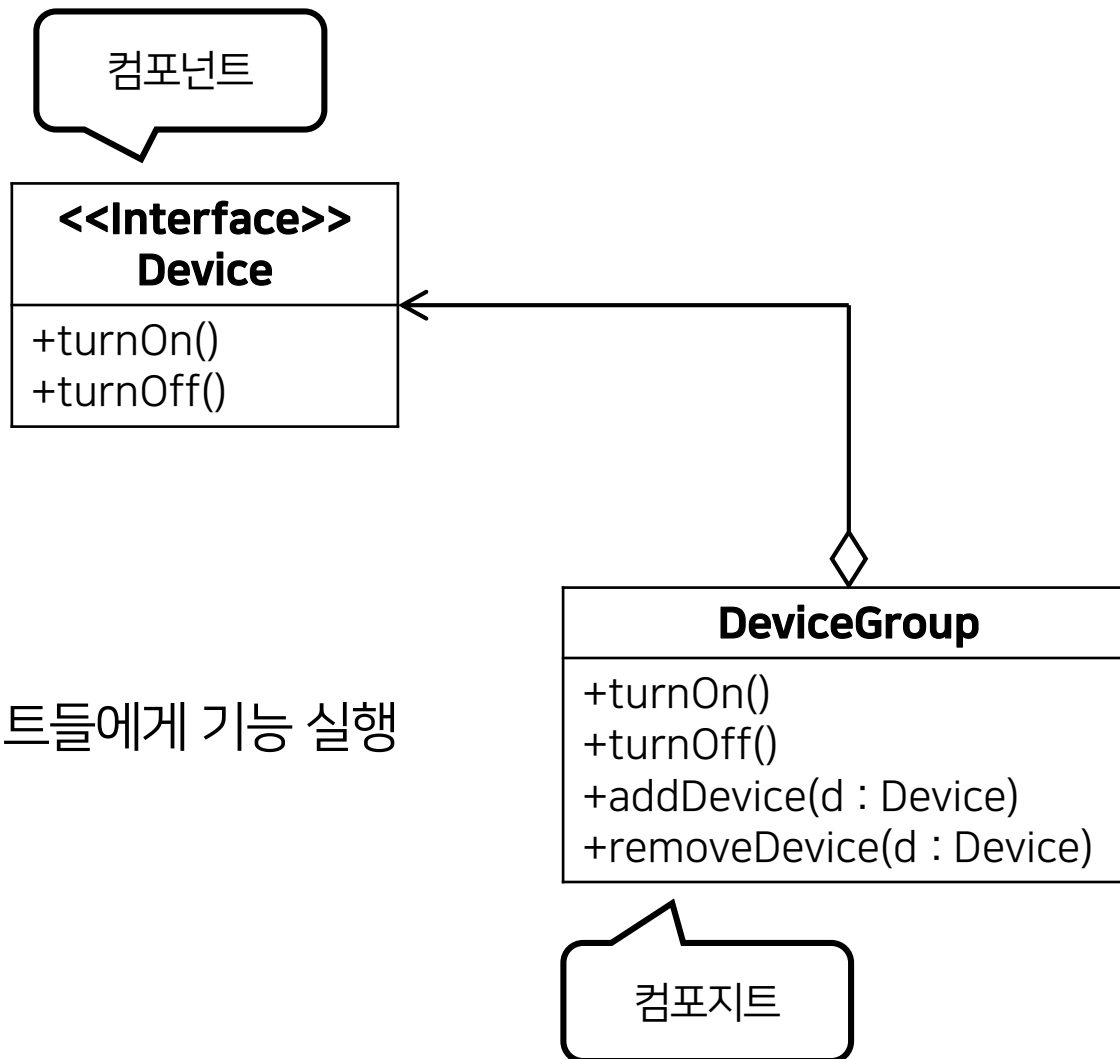 컴포넌트
<<Interface>>
Device
+turnOn()
+turnOff()
DeviceGroup
+turnOn()
+turnOff()
+addDevice(d : Device)
+removeDevice(d : Device)
트들에게 기능 실행
컴포지트